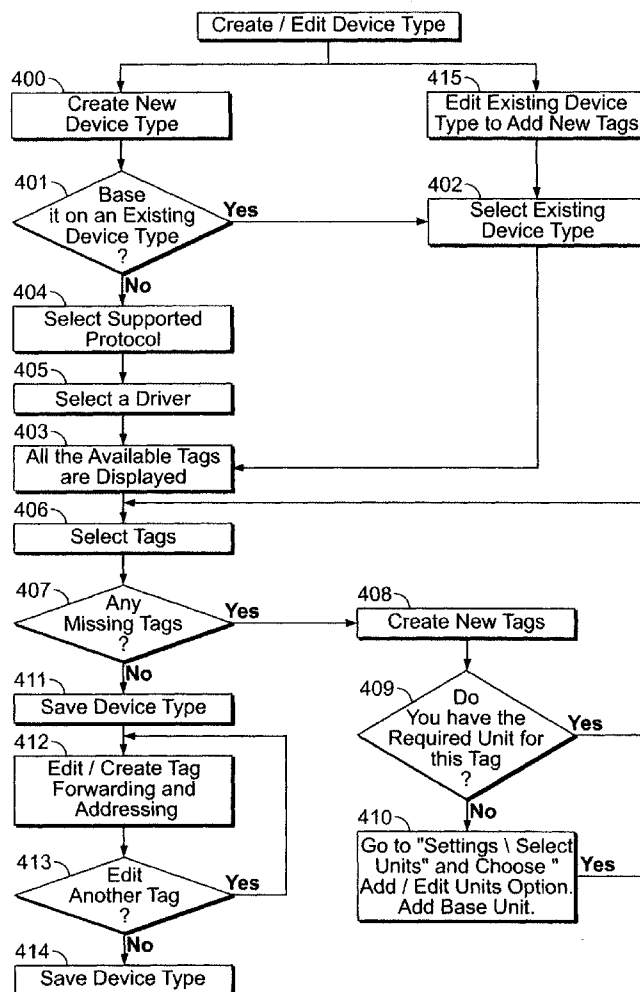 Create / Edit Device Type
400
Create New
Device Type
415
Edit Existing Device
Type to Add New Tags
401
Base
it on an Existing
Device Type
?
Yes
No
402
Select Existing
Device Type
404
Select Supported
Protocol
405
Select a Driver
403
All the Available Tags
are Displayed
406
Select Tags
407
Any
Missing Tags
?
Yes
No
408
Create New Tags
409
Do
You have the
Required Unit for
this Tag
?
Yes
No
410
Go to "Settings \ Select
Units" and Choose "
Add / Edit Units Option.
Add Base Unit.
Yes
411
Save Device Type
412
Edit / Create Tag
Forwarding and
Addressing
413
Edit
Another Tag
?
Yes
No
414
Save Device Type